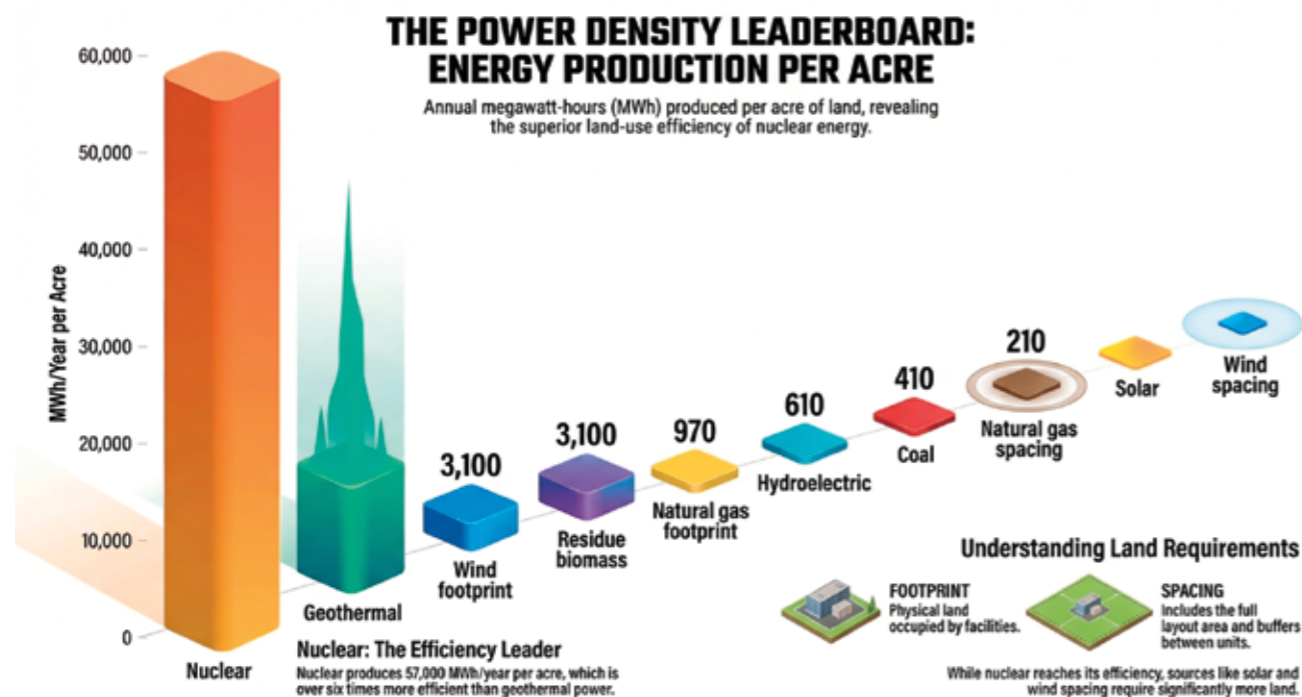 THE POWER DENSITY LEADERBOARD:
ENERGY PRODUCTION PER ACRE
Annual megawatt-hours (MWh) produced per acre of land, revealing
the superior land-use efficiency of nuclear energy.
MWh/Year per Acre
60,000
50,000
40,000
30,000
20,000
10,000
0
Nuclear
Geothermal
3,100
Wind
footprint
3,100
Residue
biomass
970
Natural gas
footprint
610
Hydroelectric
410
Coal
210
Natural gas
spacing
Solar
Wind
spacing
Nuclear: The Efficiency Leader
Nuclear produces 57,000 MWh/year per acre, which is
over six times more efficient than geothermal power.
Understanding Land Requirements
FOOTPRINT
Physical land
occupied by facilities.
SPACING
Includes the full
layout area and buffers
between units.
While nuclear reaches its efficiency, sources like solar and
wind spacing require significantly more land.